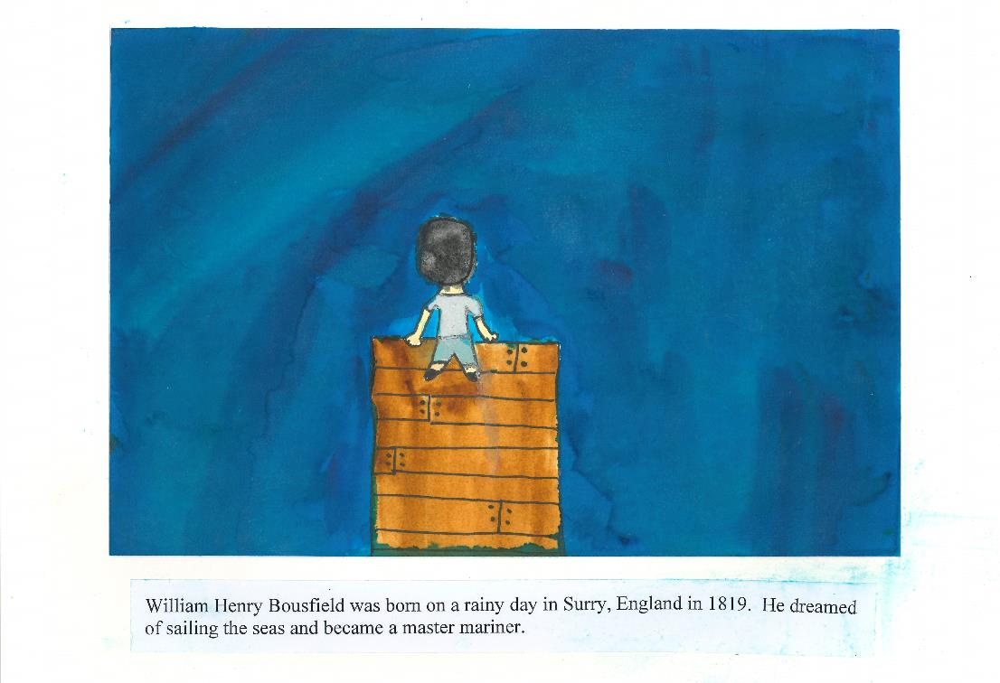 William Henry Bousfield was born on a rainy day in Surry, England in 1819.  He dreamed
of sailing the seas and became a master mariner.